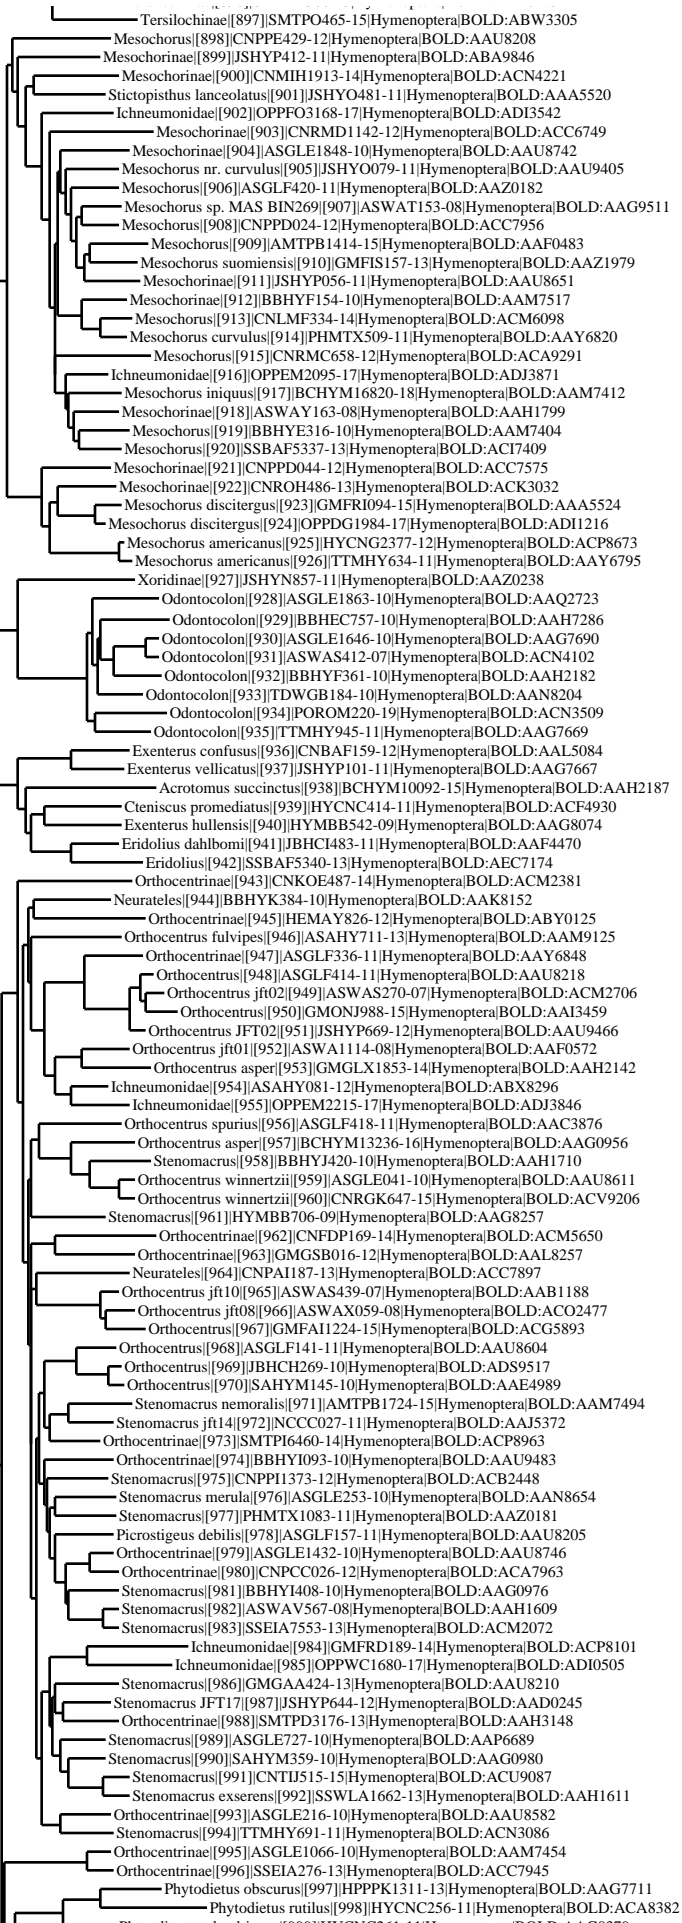 Tersilochinae|[897]|SMTPO465-15|Hymenoptera|BOLD:ABW3305
Mesochorus|[898]|CNPPE429-12|Hymenoptera|BOLD:AAU8208
Mesochorinae|[899]|JSHYP412-11|Hymenoptera|BOLD:ABA9846
Mesochorinae|[900]|CNMIH1913-14|Hymenoptera|BOLD:ACN4221
Stictopisthus lanceolatus|[901]|JSHYO481-11|Hymenoptera|BOLD:AAA5520
Ichneumonidae|[902]|OPPFO3168-17|Hymenoptera|BOLD:ADI3542
Mesochorinae|[903]|CNRMD1142-12|Hymenoptera|BOLD:ACC6749
Mesochorinae|[904]|ASGLE1848-10|Hymenoptera|BOLD:AAU8742
Mesochorus nr. curvulus|[905]|JSHYO079-11|Hymenoptera|BOLD:AAU9405
Mesochorus|[906]|ASGLF420-11|Hymenoptera|BOLD:AAZ0182
Mesochorus sp. MAS BIN269|[907]|ASWAT153-08|Hymenoptera|BOLD:AAG9511
Mesochorus|[908]|CNPPD024-12|Hymenoptera|BOLD:ACC7956
Mesochorus|[909]|AMTPB1414-15|Hymenoptera|BOLD:AAF0483
Mesochorus suomiensis|[910]|GMFIS157-13|Hymenoptera|BOLD:AAZ1979
Mesochorinae|[911]|JSHYP056-11|Hymenoptera|BOLD:AAU8651
Mesochorinae|[912]|BBHYF154-10|Hymenoptera|BOLD:AAM7517
Mesochorus|[913]|CNLMF334-14|Hymenoptera|BOLD:ACM6098
Mesochorus curvulus|[914]|PHMTX509-11|Hymenoptera|BOLD:AAY6820
Mesochorus|[915]|CNRMC658-12|Hymenoptera|BOLD:ACA9291
Ichneumonidae|[916]|OPPEM2095-17|Hymenoptera|BOLD:ADJ3871
Mesochorus iniquus|[917]|BCHYM16820-18|Hymenoptera|BOLD:AAM7412
Mesochorinae|[918]|ASWAY163-08|Hymenoptera|BOLD:AAH1799
Mesochorus|[919]|BBHYE316-10|Hymenoptera|BOLD:AAM7404
Mesochorus|[920]|SSBAF5337-13|Hymenoptera|BOLD:ACI7409
Mesochorinae|[921]|CNPPD044-12|Hymenoptera|BOLD:ACC7575
Mesochorinae|[922]|CNROH486-13|Hymenoptera|BOLD:ACK3032
Mesochorus discitergus|[923]|GMFRI094-15|Hymenoptera|BOLD:AAA5524
Mesochorus discitergus|[924]|OPPDG1984-17|Hymenoptera|BOLD:ADI1216
Mesochorus americanus|[925]|HYCNG2377-12|Hymenoptera|BOLD:ACP8673
Mesochorus americanus|[926]|TTMHY634-11|Hymenoptera|BOLD:AAY6795
Xoridinae|[927]|JSHYN857-11|Hymenoptera|BOLD:AAZ0238
Odontocolon|[928]|ASGLE1863-10|Hymenoptera|BOLD:AAQ2723
Odontocolon|[929]|BBHEC757-10|Hymenoptera|BOLD:AAH7286
Odontocolon|[930]|ASGLE1646-10|Hymenoptera|BOLD:AAG7690
Odontocolon|[931]|ASWAS412-07|Hymenoptera|BOLD:ACN4102
Odontocolon|[932]|BBHYF361-10|Hymenoptera|BOLD:AAH2182
Odontocolon|[933]|TDWGB184-10|Hymenoptera|BOLD:AAN8204
Odontocolon|[934]|POROM220-19|Hymenoptera|BOLD:ACN3509
Odontocolon|[935]|TTMHY945-11|Hymenoptera|BOLD:AAG7669
Exenterus confusus|[936]|CNBAF159-12|Hymenoptera|BOLD:AAL5084
Exenterus vellicatus|[937]|JSHYP101-11|Hymenoptera|BOLD:AAG7667
Acrotomus succinctus|[938]|BCHYM10092-15|Hymenoptera|BOLD:AAH2187
Cteniscus promediatus|[939]|HYCNC414-11|Hymenoptera|BOLD:ACF4930
Exenterus hullensis|[940]|HYMBB542-09|Hymenoptera|BOLD:AAG8074
Eridolius dahlbomi|[941]|JBHCI483-11|Hymenoptera|BOLD:AAF4470
Eridolius|[942]|SSBAF5340-13|Hymenoptera|BOLD:AEC7174
Orthocentrinae|[943]|CNKOE487-14|Hymenoptera|BOLD:ACM2381
Neurateles|[944]|BBHYK384-10|Hymenoptera|BOLD:AAK8152
Orthocentrinae|[945]|HEMAY826-12|Hymenoptera|BOLD:ABY0125
Orthocentrus fulvipes|[946]|ASAHY711-13|Hymenoptera|BOLD:AAM9125
Orthocentrinae|[947]|ASGLF336-11|Hymenoptera|BOLD:AAY6848
Orthocentrus|[948]|ASGLF414-11|Hymenoptera|BOLD:AAU8218
Orthocentrus jft02|[949]|ASWAS270-07|Hymenoptera|BOLD:ACM2706
Orthocentrus|[950]|GMONJ988-15|Hymenoptera|BOLD:AAI3459
Orthocentrus JFT02|[951]|JSHYP669-12|Hymenoptera|BOLD:AAU9466
Orthocentrus jft01|[952]|ASWA1114-08|Hymenoptera|BOLD:AAF0572
Orthocentrus asper|[953]|GMGLX1853-14|Hymenoptera|BOLD:AAH2142
Ichneumonidae|[954]|ASAHY081-12|Hymenoptera|BOLD:ABX8296
Ichneumonidae|[955]|OPPEM2215-17|Hymenoptera|BOLD:ADJ3846
Orthocentrus spurius|[956]|ASGLF418-11|Hymenoptera|BOLD:AAC3876
Orthocentrus asper|[957]|BCHYM13236-16|Hymenoptera|BOLD:AAG0956
Stenomacrus|[958]|BBHYJ420-10|Hymenoptera|BOLD:AAH1710
Orthocentrus winnertzii|[959]|ASGLE041-10|Hymenoptera|BOLD:AAU8611
Orthocentrus winnertzii|[960]|CNRGK647-15|Hymenoptera|BOLD:ACV9206
Stenomacrus|[961]|HYMBB706-09|Hymenoptera|BOLD:AAG8257
Orthocentrinae|[962]|CNFDP169-14|Hymenoptera|BOLD:ACM5650
Orthocentrinae|[963]|GMGSB016-12|Hymenoptera|BOLD:AAL8257
Neurateles|[964]|CNPAI187-13|Hymenoptera|BOLD:ACC7897
Orthocentrus jft10|[965]|ASWAS439-07|Hymenoptera|BOLD:AAB1188
Orthocentrus jft08|[966]|ASWAX059-08|Hymenoptera|BOLD:ACO2477
Orthocentrus|[967]|GMFAI1224-15|Hymenoptera|BOLD:ACG5893
Orthocentrus|[968]|ASGLF141-11|Hymenoptera|BOLD:AAU8604
Orthocentrus|[969]|JBHCH269-10|Hymenoptera|BOLD:ADS9517
Orthocentrus|[970]|SAHYM145-10|Hymenoptera|BOLD:AAE4989
Stenomacrus nemoralis|[971]|AMTPB1724-15|Hymenoptera|BOLD:AAM7494
Stenomacrus jft14|[972]|NCCC027-11|Hymenoptera|BOLD:AAJ5372
Orthocentrinae|[973]|SMTPI6460-14|Hymenoptera|BOLD:ACP8963
Orthocentrinae|[974]|BBHYI093-10|Hymenoptera|BOLD:AAU9483
Stenomacrus|[975]|CNPPI1373-12|Hymenoptera|BOLD:ACB2448
Stenomacrus merula|[976]|ASGLE253-10|Hymenoptera|BOLD:AAN8654
Stenomacrus|[977]|PHMTX1083-11|Hymenoptera|BOLD:AAZ0181
Picrostigeus debilis|[978]|ASGLF157-11|Hymenoptera|BOLD:AAU8205
Orthocentrinae|[979]|ASGLE1432-10|Hymenoptera|BOLD:AAU8746
Orthocentrinae|[980]|CNPCC026-12|Hymenoptera|BOLD:ACA7963
Stenomacrus|[981]|BBHYI408-10|Hymenoptera|BOLD:AAG0976
Stenomacrus|[982]|ASWAV567-08|Hymenoptera|BOLD:AAH1609
Stenomacrus|[983]|SSEIA7553-13|Hymenoptera|BOLD:ACM2072
Ichneumonidae|[984]|GMFRD189-14|Hymenoptera|BOLD:ACP8101
Ichneumonidae|[985]|OPPWC1680-17|Hymenoptera|BOLD:ADI0505
Stenomacrus|[986]|GMGAA424-13|Hymenoptera|BOLD:AAU8210
Stenomacrus JFT17|[987]|JSHYP644-12|Hymenoptera|BOLD:AAD0245
Orthocentrinae|[988]|SMTPD3176-13|Hymenoptera|BOLD:AAH3148
Stenomacrus|[989]|ASGLE727-10|Hymenoptera|BOLD:AAP6689
Stenomacrus|[990]|SAHYM359-10|Hymenoptera|BOLD:AAG0980
Stenomacrus|[991]|CNTIJ515-15|Hymenoptera|BOLD:ACU9087
Stenomacrus exserens|[992]|SSWLA1662-13|Hymenoptera|BOLD:AAH1611
Orthocentrinae|[993]|ASGLE216-10|Hymenoptera|BOLD:AAU8582
Stenomacrus|[994]|TTMHY691-11|Hymenoptera|BOLD:ACN3086
Orthocentrinae|[995]|ASGLE1066-10|Hymenoptera|BOLD:AAM7454
Orthocentrinae|[996]|SSEIA276-13|Hymenoptera|BOLD:ACC7945
Phytodietus obscurus|[997]|HPPPK1311-13|Hymenoptera|BOLD:AAG7711
Phytodietus rutilus|[998]|HYCNC256-11|Hymenoptera|BOLD:ACA8382